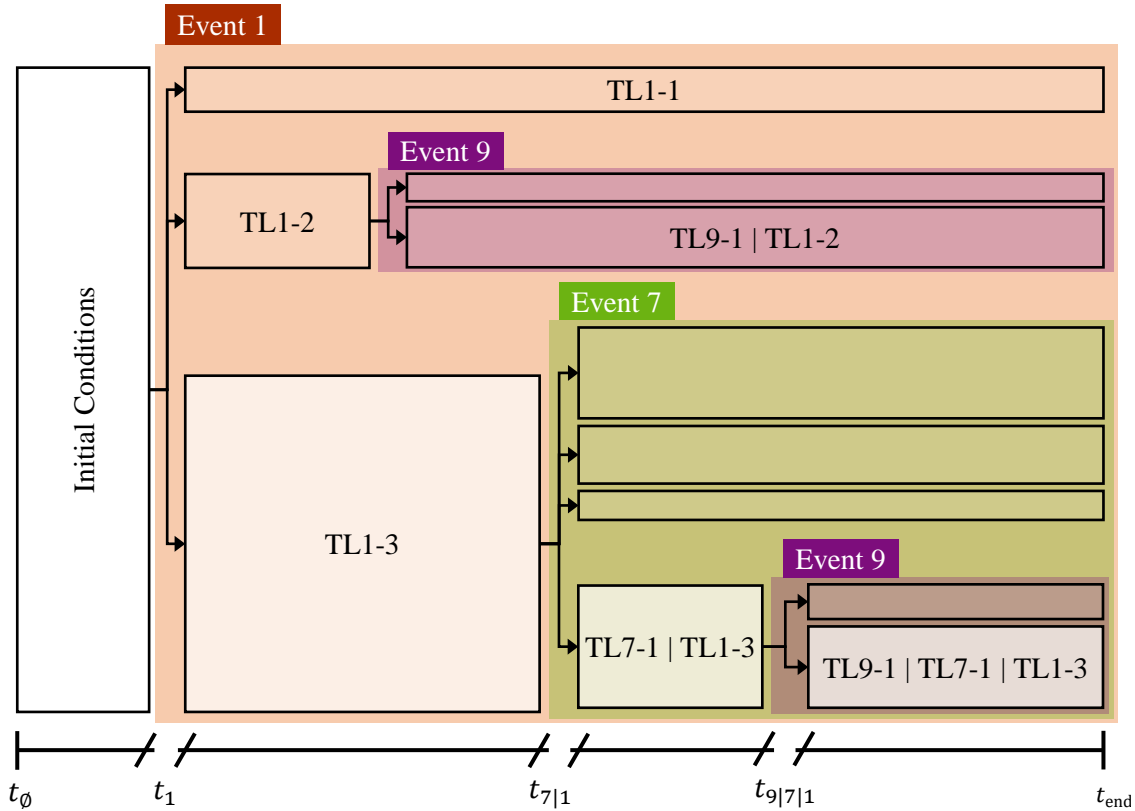 Event 1
TL1-1
Event 9
TL1-2
TL9-1 | TL1-2
Initial Conditions
Event 7
TL1-3
Event 9
TL7-1 | TL1-3
TL9-1 | TL7-1 | TL1-3
t∅
t1
t7|1
t9|7|1
tend